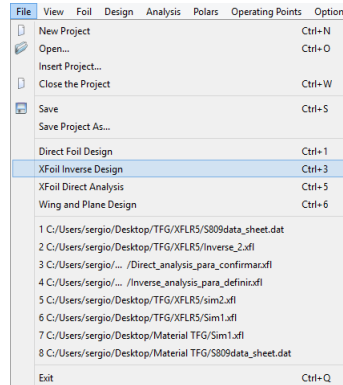 File View Foil Design Analysis Polars Operating Points Option
New Project Ctrl+N
Open... Ctrl+O
Insert Project...
Close the Project Ctrl+W
Save Ctrl+S
Save Project As...
Direct Foil Design Ctrl+1
XFoil Inverse Design Ctrl+3
XFoil Direct Analysis Ctrl+5
Wing and Plane Design Ctrl+6
1 C:/Users/sergio/Desktop/TFG/XFLR5/S809data_sheet.dat
2 C:/Users/sergio/Desktop/TFG/XFLR5/Inverse_2.xfl
3 C:/Users/sergio/... /Direct_analysis_para_confirmar.xfl
4 C:/Users/sergio/... /Inverse_analysis_para_definir.xfl
5 C:/Users/sergio/Desktop/TFG/XFLR5/sim2.xfl
6 C:/Users/sergio/Desktop/TFG/XFLR5/Sim1.xfl
7 C:/Users/sergio/Desktop/Material TFG/Sim1.xfl
8 C:/Users/sergio/Desktop/Material TFG/S809data_sheet.dat
Exit Ctrl+Q